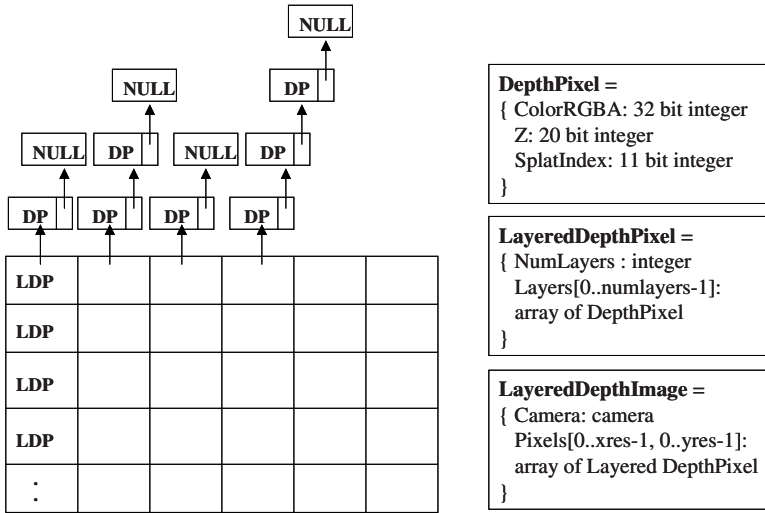 NULL
NULL DP
NULL DP NULL DP
DP DP DP DP
LDP
LDP
LDP
LDP
:
DepthPixel =
{ ColorRGBA: 32 bit integer
Z: 20 bit integer
SplatIndex: 11 bit integer
}
LayeredDepthPixel =
{ NumLayers : integer
Layers[0..numlayers-1]:
array of DepthPixel
}
LayeredDepthImage =
{ Camera: camera
Pixels[0..xres-1, 0..yres-1]:
array of Layered DepthPixel
}